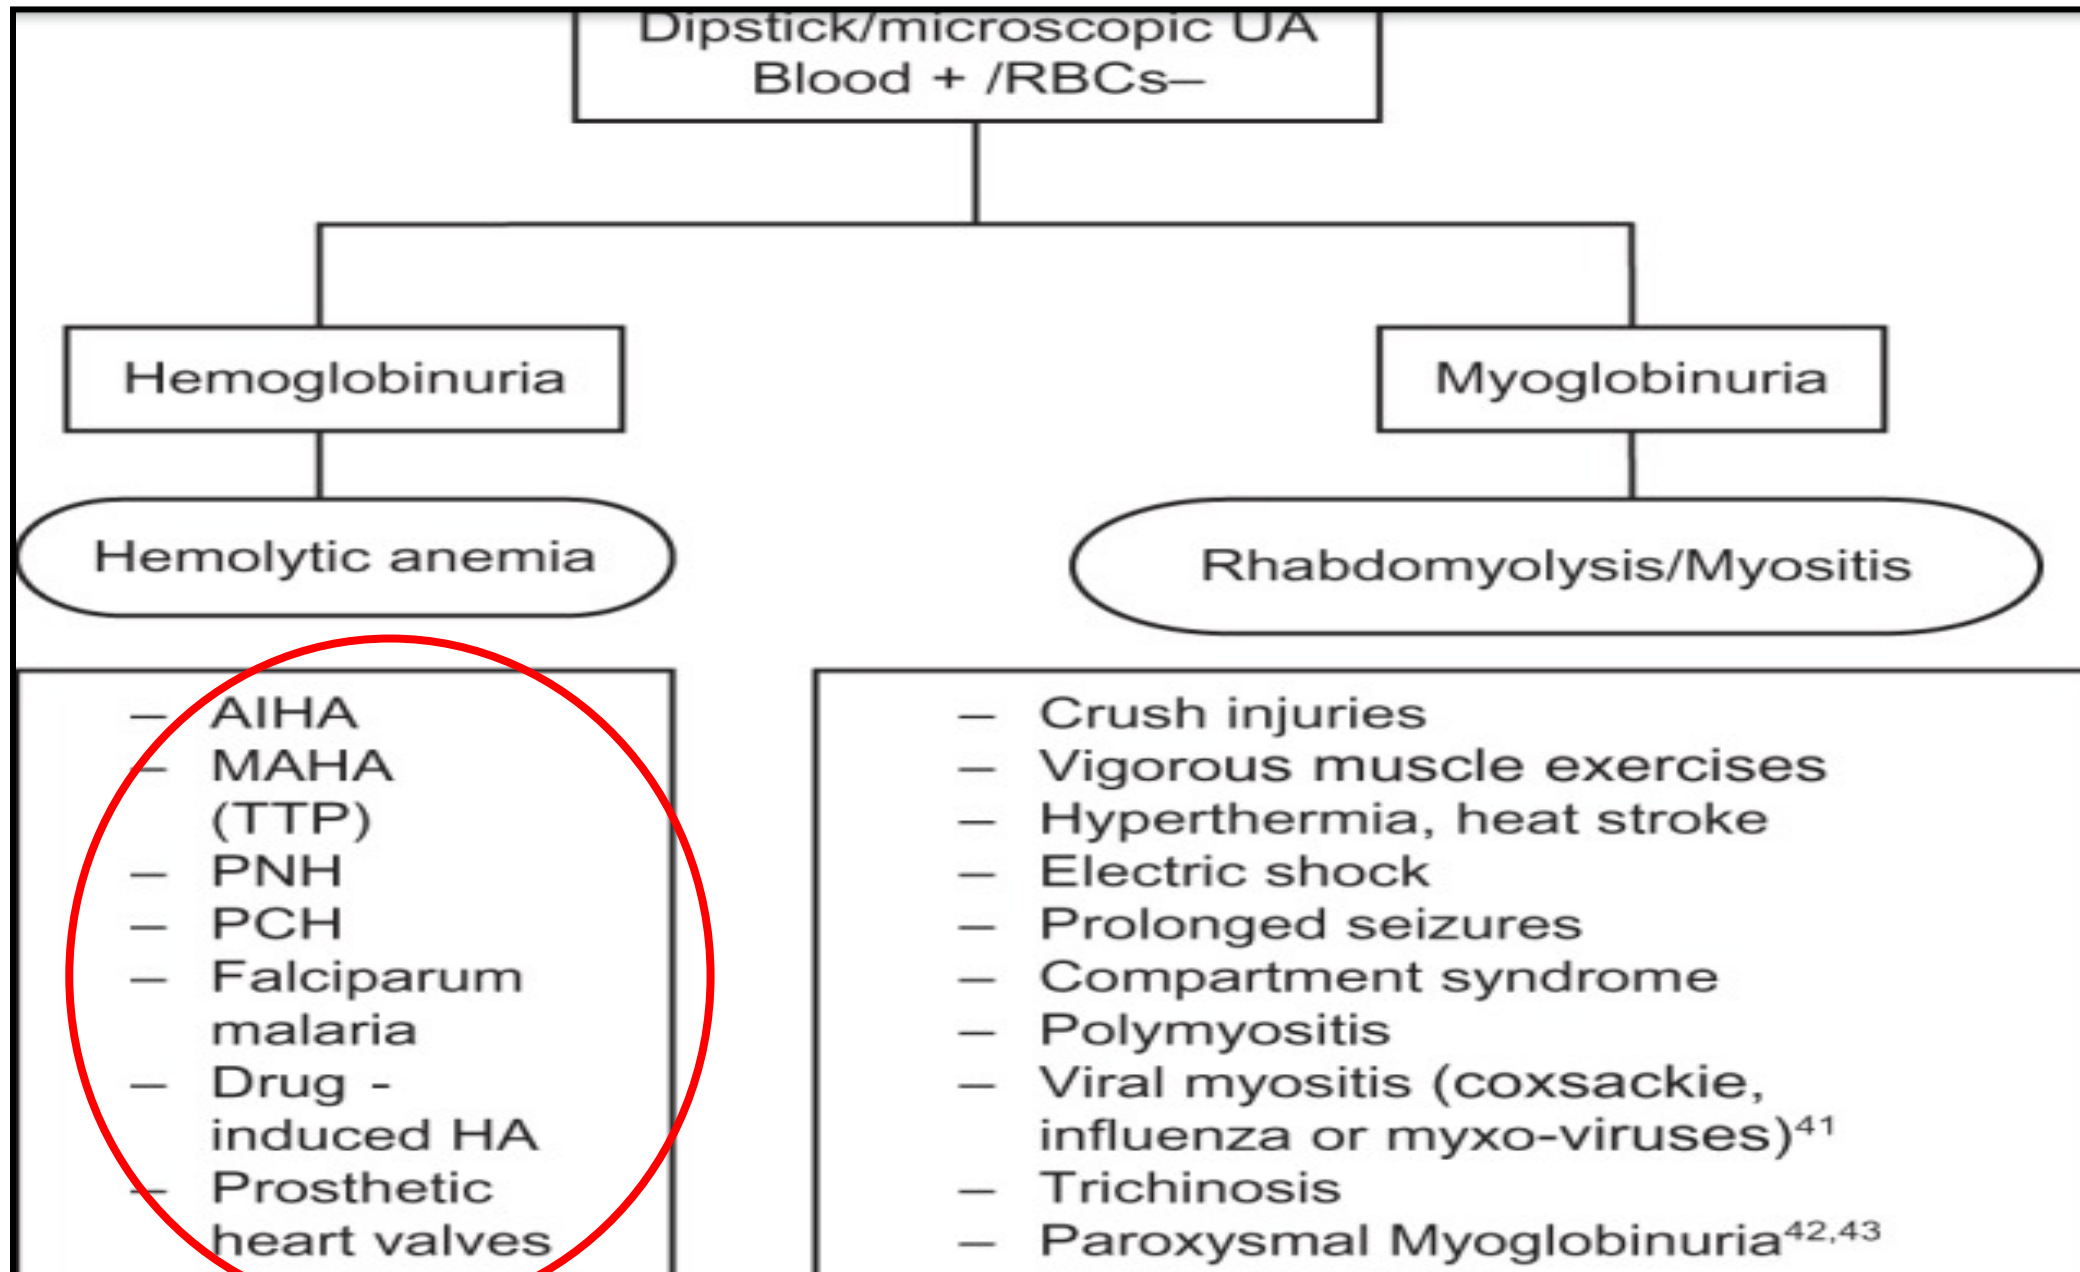 Dipstick/microscopic UA
Blood + /RBCs–
Hemoglobinuria
Myoglobinuria
Hemolytic anemia
Rhabdomyolysis/Myositis
– AIHA
– MAHA
(TTP)
– PNH
– PCH
– Falciparum
malaria
– Drug -
induced HA
– Prosthetic
heart valves
– Crush injuries
– Vigorous muscle exercises
– Hyperthermia, heat stroke
– Electric shock
– Prolonged seizures
– Compartment syndrome
– Polymyositis
– Viral myositis (coxsackie,
influenza or myxo-viruses)⁴¹
– Trichinosis
– Paroxysmal Myoglobinuria⁴²,⁴³